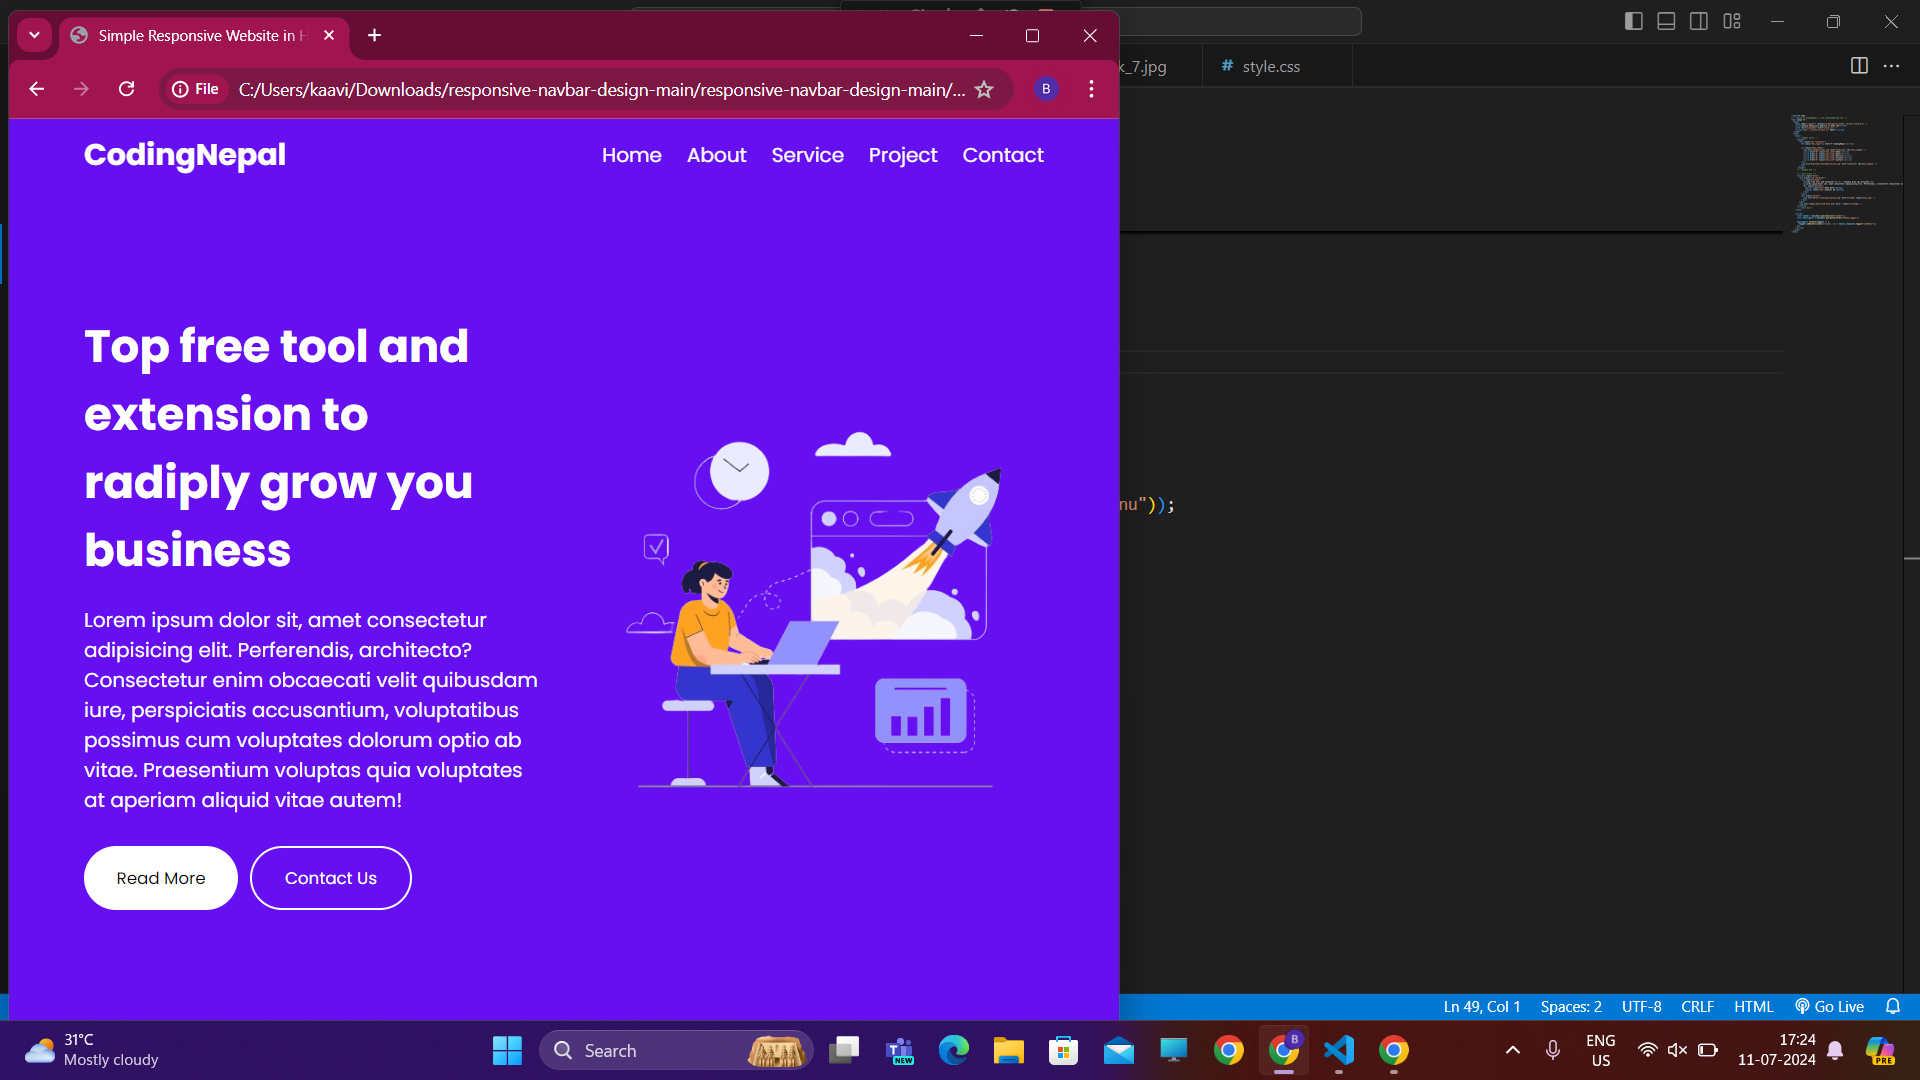 Simple Responsive Website in H
File
C:/Users/kaavi/Downloads/responsive-navbar-design-main/responsive-navbar-design-main/...
B
k_7.jpg
# style.css
CodingNepal
Home
About
Service
Project
Contact
Top free tool and
extension to
radiply grow you
business
nu"));
Lorem ipsum dolor sit, amet consectetur
adipisicing elit. Perferendis, architecto?
Consectetur enim obcaecati velit quibusdam
iure, perspiciatis accusantium, voluptatibus
possimus cum voluptates dolorum optio ab
vitae. Praesentium voluptas quia voluptates
at aperiam aliquid vitae autem!
Read More
Contact Us
Ln 49, Col 1
Spaces: 2
UTF-8
CRLF
HTML
Go Live
31°C
Mostly cloudy
Search
NEW
B
ENG
US
17:24
11-07-2024
PRE